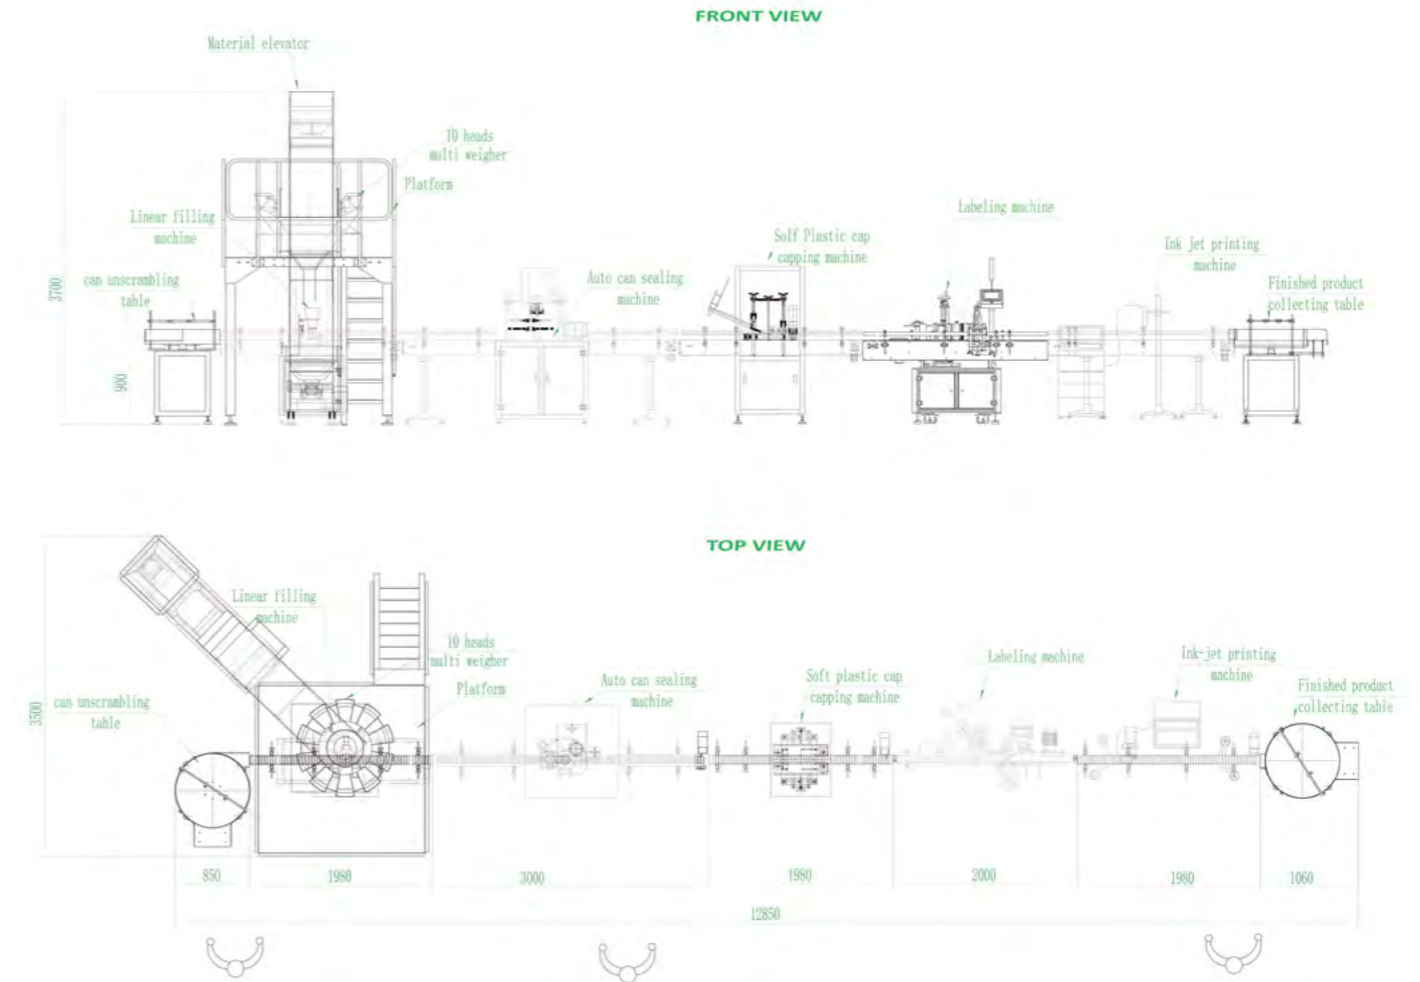 FRONT VIEW
Material elevator
10 heads
multi weigher
Platform
Linear filling
machine
can unscrambling
table
Auto can sealing
machine
Solf Plastic cap
capping machine
Labeling machine
Ink jet printing
machine
Finished product
collecting table
3700
900
TOP VIEW
Linear filling
machine
10 heads
multi weigher
Platform
can unscrambling
table
Auto can sealing
machine
Soft plastic cap
capping machine
Labeling machine
Ink-jet printing
machine
Finished product
collecting table
3500
850
1980
3000
1980
2000
1980
1060
12850